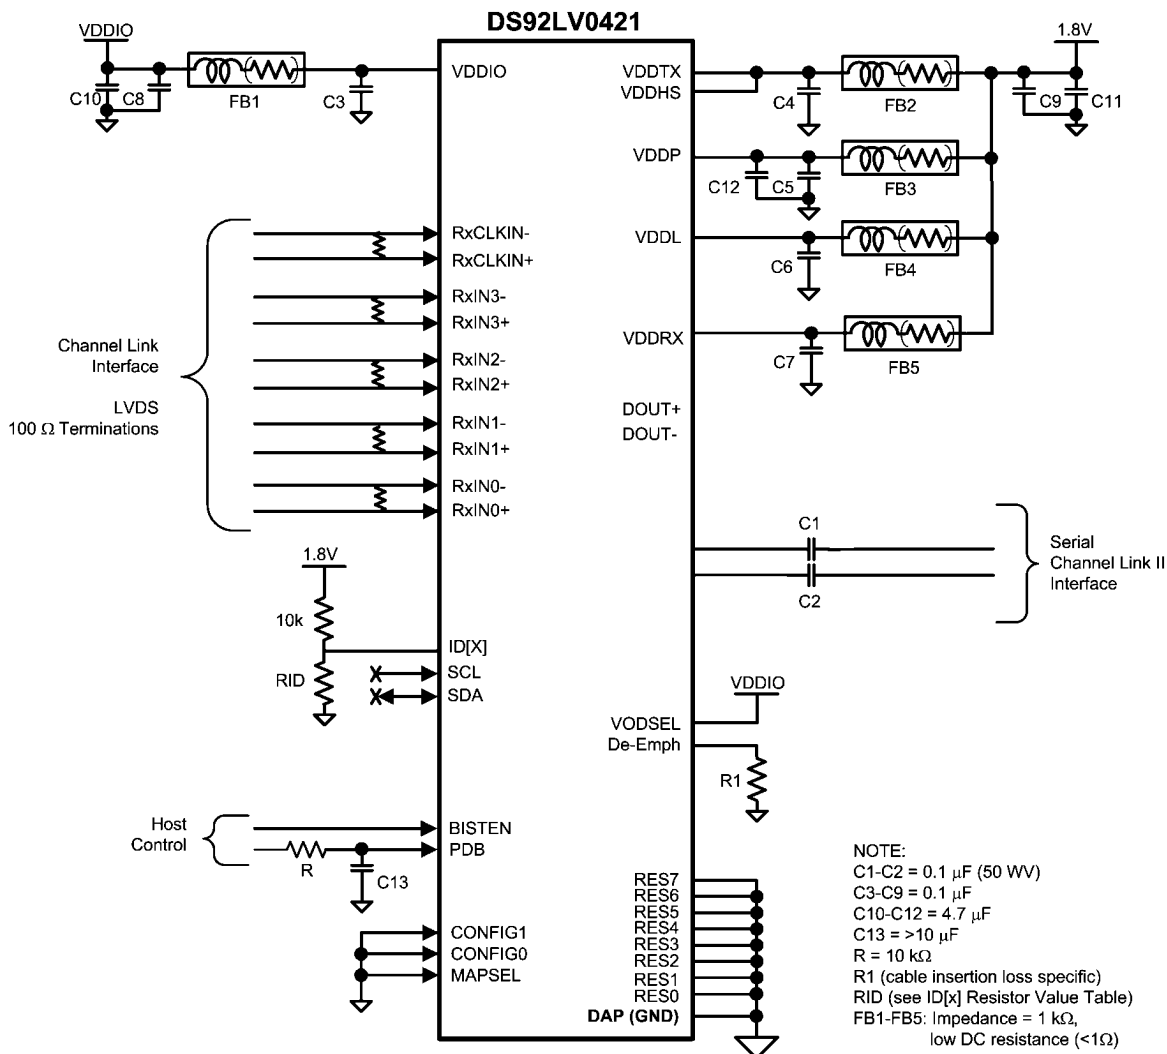 DS92LV0421
VDDIO
C10
C8
FB1
C3
VDDIO
VDDTX
VDDHS
C4
FB2
1.8V
C9
C11
VDDP
C12
C5
FB3
VDDL
C6
FB4
VDDRX
C7
FB5
Channel Link
Interface
LVDS
100 Ω Terminations
RxCLKIN-
RxCLKIN+
RxIN3-
RxIN3+
RxIN2-
RxIN2+
RxIN1-
RxIN1+
RxIN0-
RxIN0+
DOUT+
DOUT-
C1
C2
Serial
Channel Link II
Interface
1.8V
10k
RID
ID[X]
SCL
SDA
VDDIO
VODSEL
De-Emph
R1
Host
Control
BISTEN
PDB
R
C13
CONFIG1
CONFIG0
MAPSEL
RES7
RES6
RES5
RES4
RES3
RES2
RES1
RES0
DAP (GND)
NOTE:
C1-C2 = 0.1 μF (50 WV)
C3-C9 = 0.1 μF
C10-C12 = 4.7 μF
C13 = >10 μF
R = 10 kΩ
R1 (cable insertion loss specific)
RID (see ID[x] Resistor Value Table)
FB1-FB5: Impedance = 1 kΩ,
low DC resistance (<1Ω)